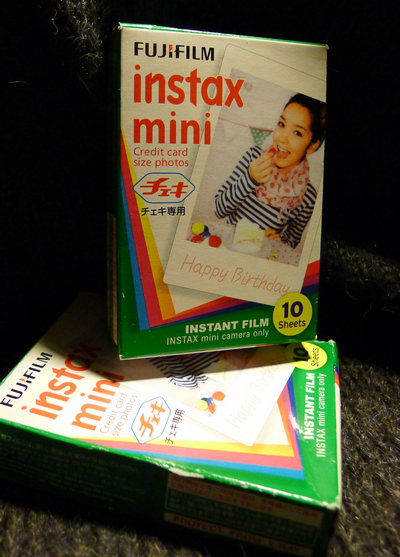 FUJIFILM
instax
mini
Credit card
size photos
チェキ
チェキ専用
Happy Birthday
10
Sheets
INSTANT FILM
INSTAX mini camera only
FUJIFILM
instax
mini
Credit card
size photos
チェキ
チェキ専用
10
Sheets
INSTANT FILM
INSTAX mini camera only